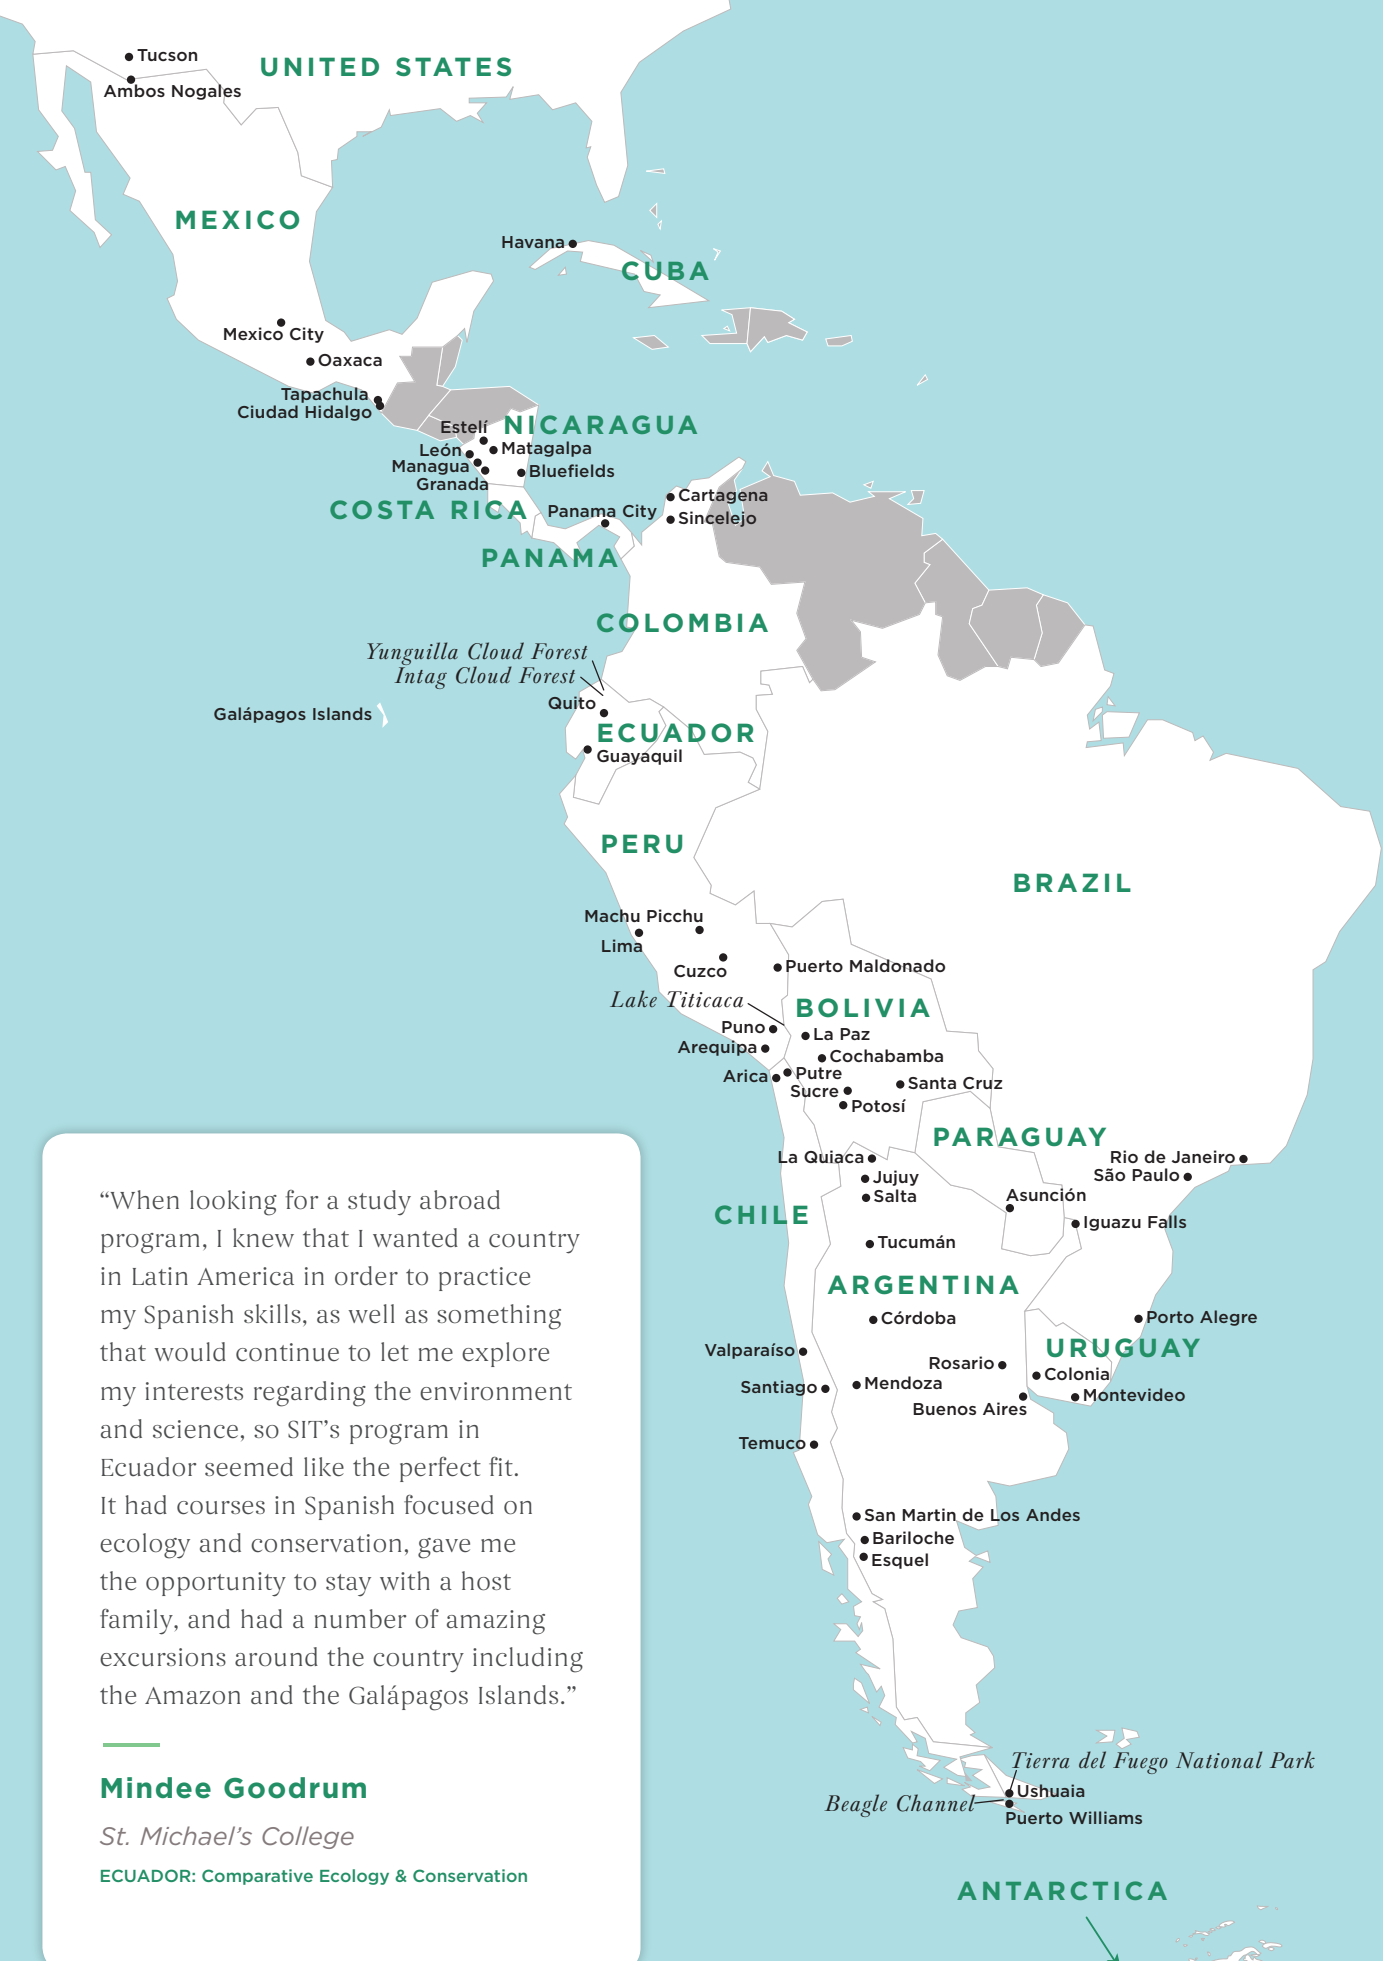 Tucson
UNITED STATES
Ambos Nogales
MEXICO
Havana
CUBA
Mexico City
Oaxaca
Tapachula
Ciudad Hidalgo
NICARAGUA
Estelí
León
Matagalpa
Managua
Bluefields
Granada
COSTA RICA
Panama City
Cartagena
Sincelejo
PANAMA
COLOMBIA
Yunguilla Cloud Forest
Intag Cloud Forest
Quito
Galápagos Islands
ECUADOR
Guayaquil
PERU
BRAZIL
Machu Picchu
Lima
Cuzco
Puerto Maldonado
Lake Titicaca
BOLIVIA
Puno
La Paz
Arequipa
Cochabamba
Arica
Putre
Sucre
Santa Cruz
Potosí
PARAGUAY
La Quiaca
Rio de Janeiro
Jujuy
São Paulo
Salta
Asunción
CHILE
Iguazu Falls
Tucumán
ARGENTINA
Córdoba
Porto Alegre
Valparaíso
URUGUAY
Rosario
Colonia
Santiago
Mendoza
Montevideo
Buenos Aires
Temuco
San Martin de Los Andes
Bariloche
Esquel
Tierra del Fuego National Park
Ushuaia
Beagle Channel
Puerto Williams
ANTARCTICA
“When looking for a study abroad
program, I knew that I wanted a country
in Latin America in order to practice
my Spanish skills, as well as something
that would continue to let me explore
my interests regarding the environment
and science, so SIT’s program in
Ecuador seemed like the perfect fit.
It had courses in Spanish focused on
ecology and conservation, gave me
the opportunity to stay with a host
family, and had a number of amazing
excursions around the country including
the Amazon and the Galápagos Islands.”
Mindee Goodrum
St. Michael’s College
ECUADOR: Comparative Ecology & Conservation